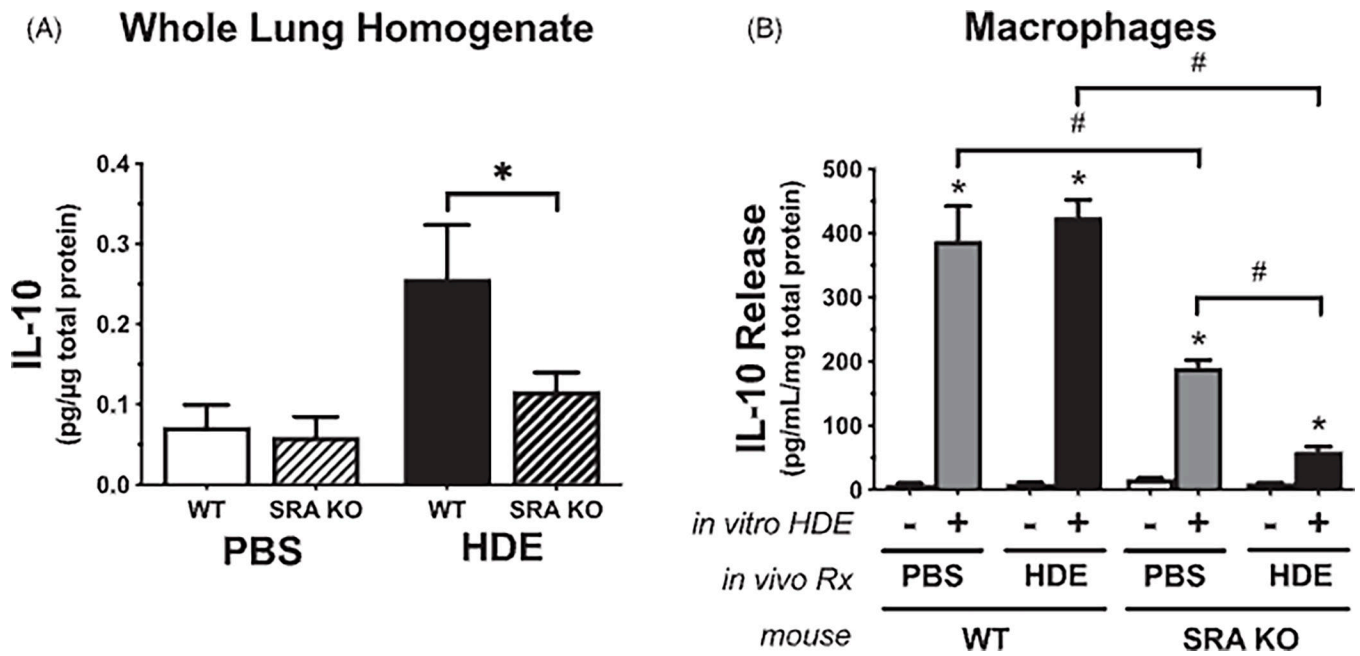 (A) Whole Lung Homogenate
IL-10
(pg/µg total protein)
0.4
0.3
0.2
0.1
0.0
*
WT SRA KO WT SRA KO
PBS HDE
(B) Macrophages
IL-10 Release
(pg/mL/mg total protein)
500
400
300
200
100
0
#
#
* *
#
*
*
in vitro HDE - + - + - + - +
in vivo Rx PBS HDE PBS HDE
mouse WT SRA KO